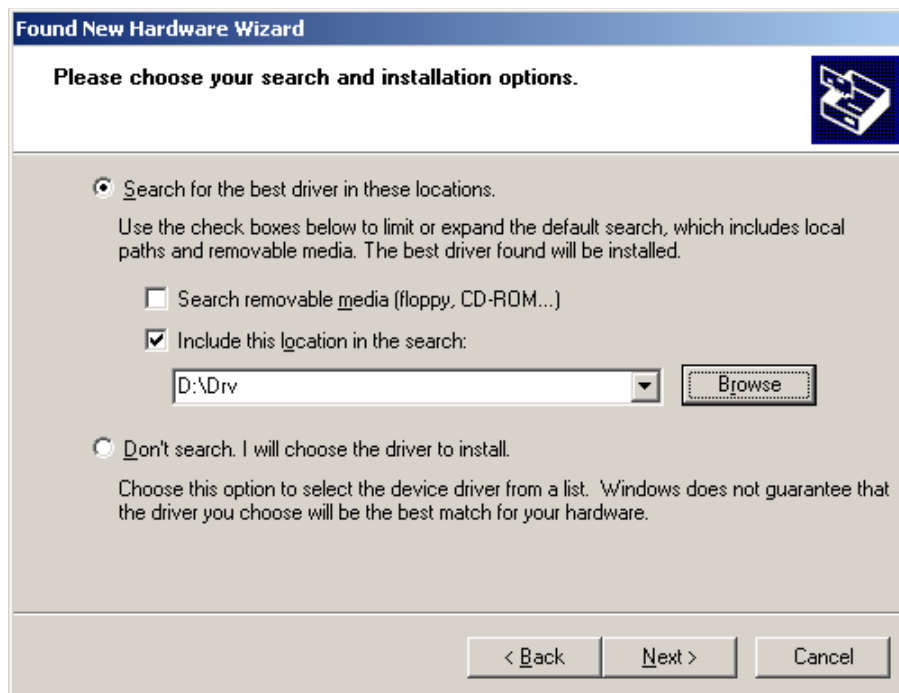 Found New Hardware Wizard
Please choose your search and installation options.
Search for the best driver in these locations.
Use the check boxes below to limit or expand the default search, which includes local
paths and removable media. The best driver found will be installed.
Search removable media (floppy, CD-ROM...)
Include this location in the search:
D:\Drv
Browse
Don't search. I will choose the driver to install.
Choose this option to select the device driver from a list. Windows does not guarantee that
the driver you choose will be the best match for your hardware.
< Back
Next >
Cancel